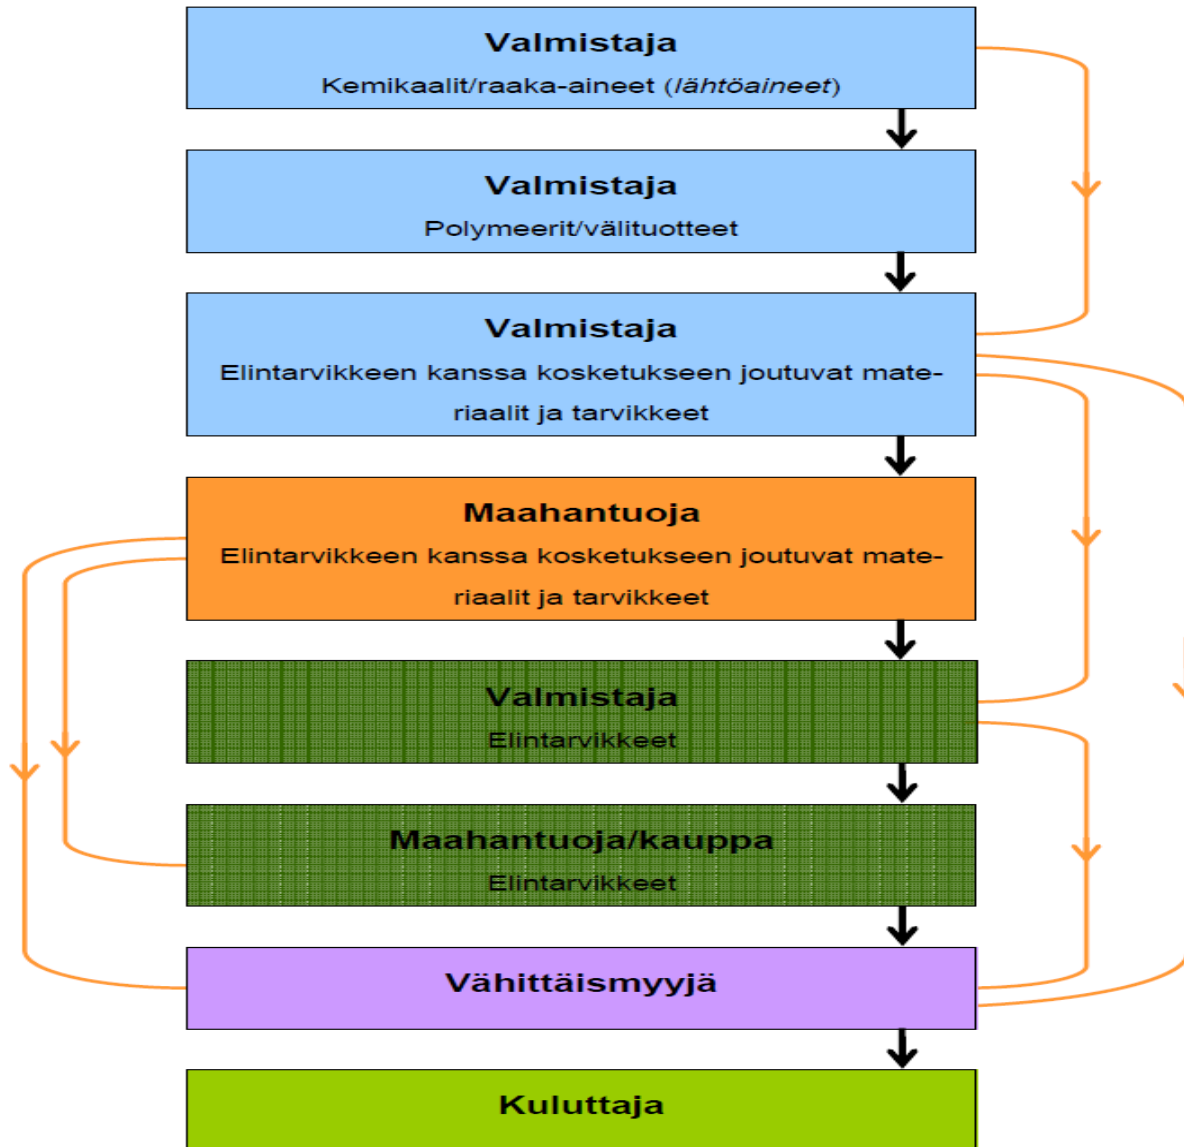 Valmistaja
Kemikaalit/raaka-aineet (lähtöaineet)
Valmistaja
Polymeerit/välituotteet
Valmistaja
Elintarvikkeen kanssa kosketukseen joutuvat mate-
riaalit ja tarvikkeet
Maahantuoja
Elintarvikkeen kanssa kosketukseen joutuvat mate-
riaalit ja tarvikkeet
Valmistaja
Elintarvikkeet
Maahantuoja/kauppa
Elintarvikkeet
Vähittäismyyjä
Kuluttaja